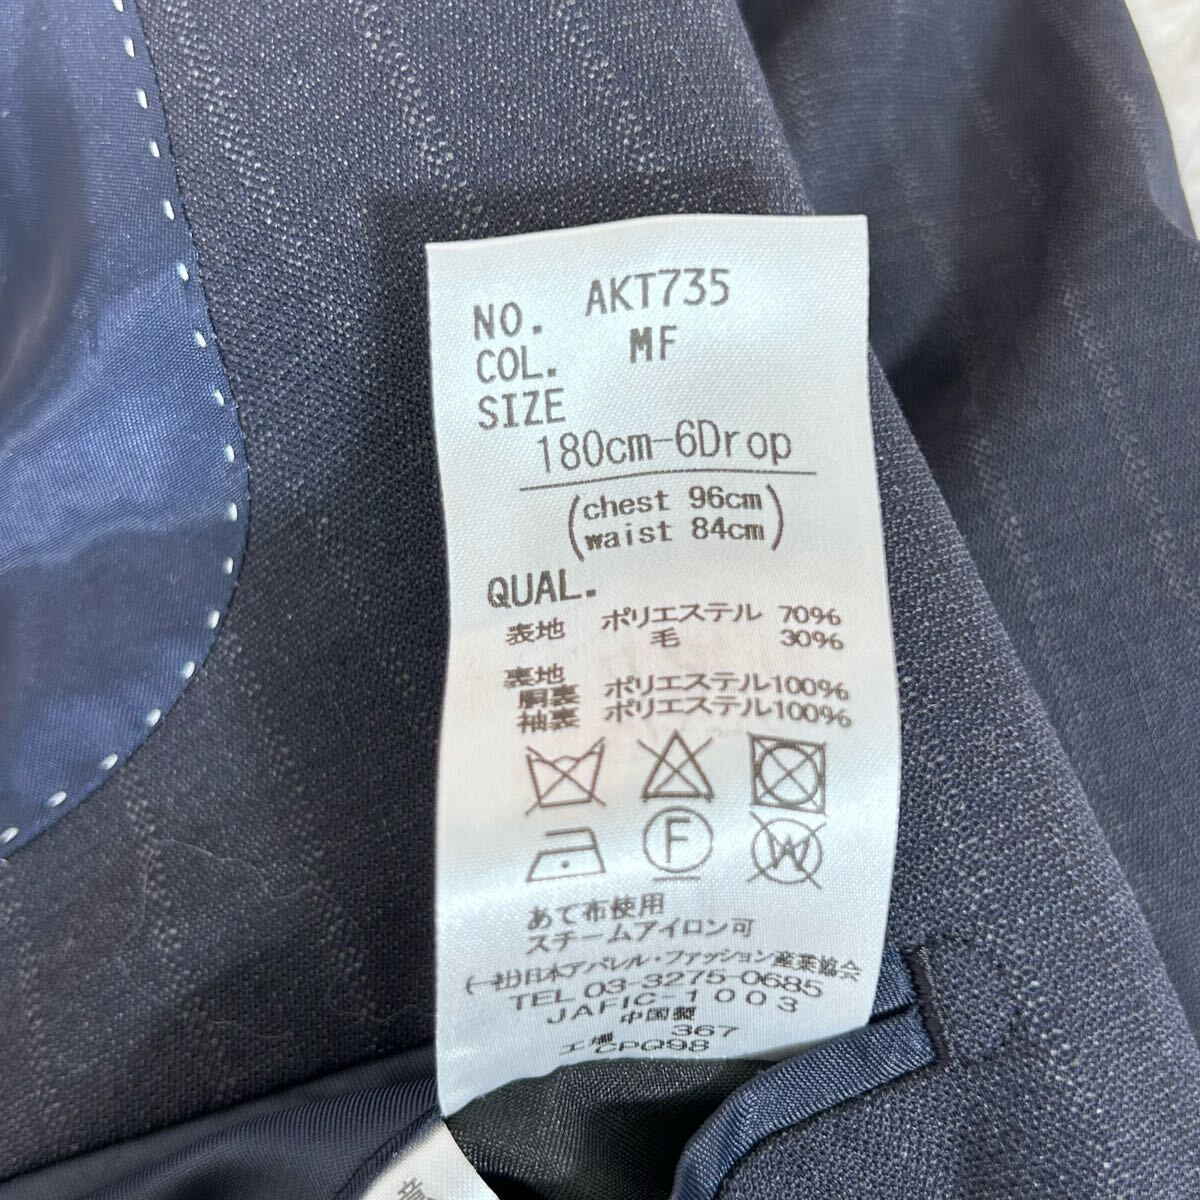 NO. AKT735
COL. MF
SIZE
180cm-6Drop
(chest 96cm
waist 84cm)
QUAL.
表地 ポリエステル 70%
毛 30%
裏地
胴裏 ポリエステル100%
袖裏 ポリエステル100%
F
W
あて布使用
スチームアイロン可
(一社)日本アパレル・ファッション産業協会
TEL 03-3275-0685
JAFIC-1003
中国製
367
CPQ98